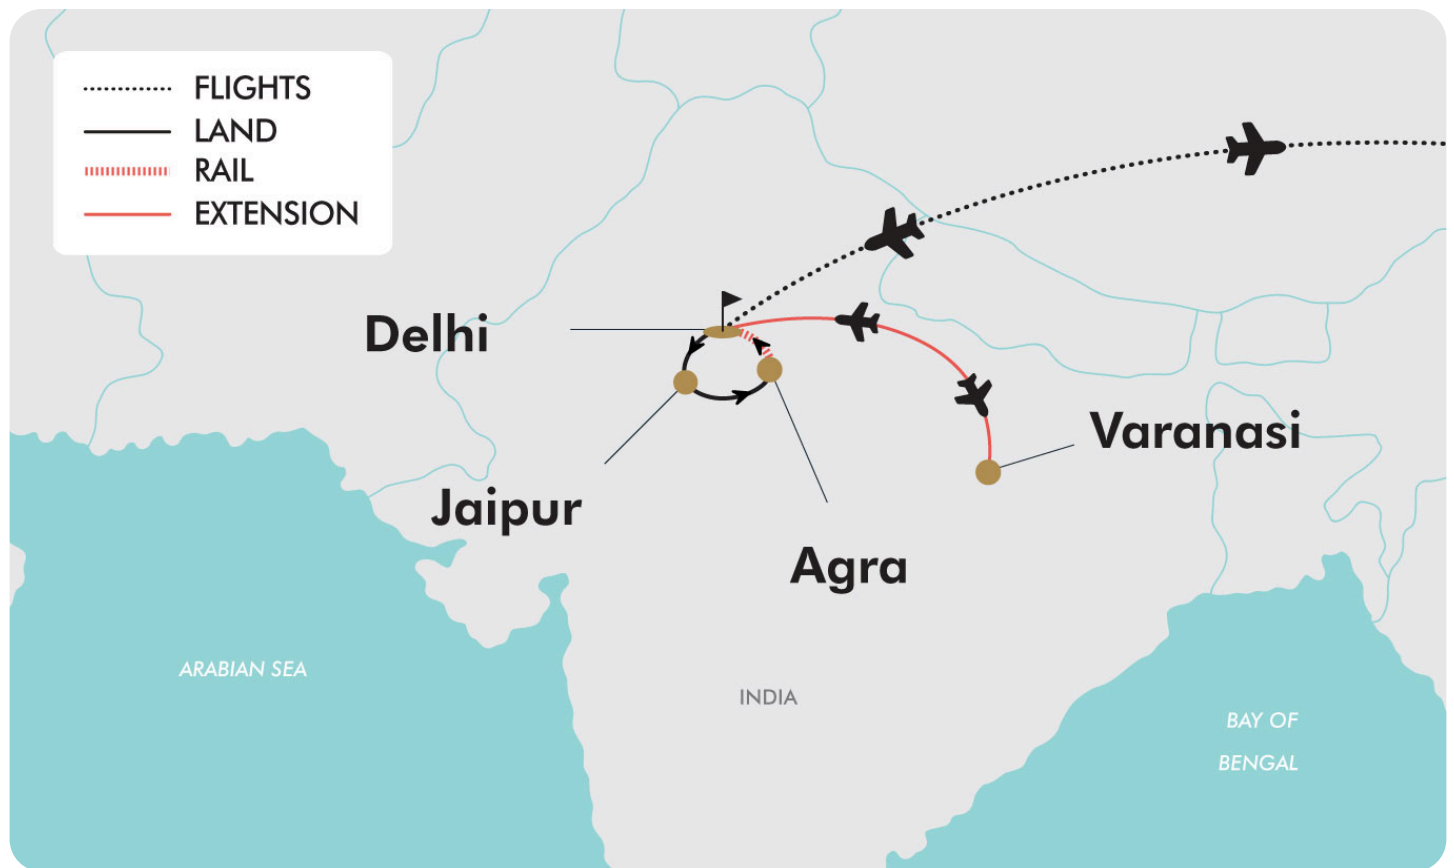 FLIGHTS
LAND
RAIL
EXTENSION
Delhi
Varanasi
Jaipur
Agra
ARABIAN SEA
INDIA
BAY OF
BENGAL